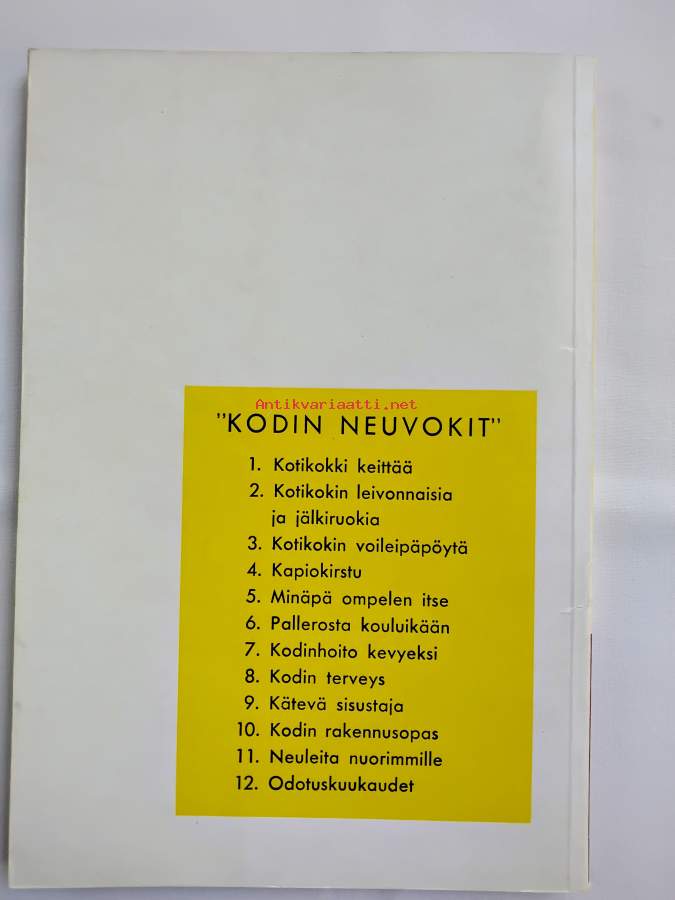 Antikvariaatti.net
"KODIN NEUVOKIT"
1. Kotikokki keittää
2. Kotikokin leivonnaisia
ja jälkiruokia
3. Kotikokin voileipäpöytä
4. Kapiokirstu
5. Minäpä ompelen itse
6. Pallerosta kouluikään
7. Kodinhoito kevyeksi
8. Kodin terveys
9. Kätevä sisustaja
10. Kodin rakennusopas
11. Neuleita nuorimmille
12. Odotuskuukaudet